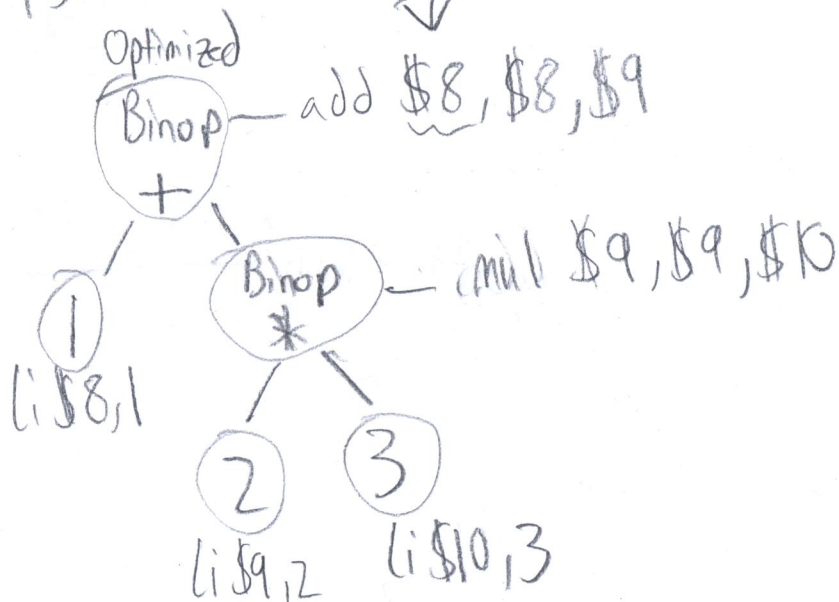 Optimized
Binop — add $8, $8, $9
+
Binop — mul $9, $9, $10
*
1
li $8, 1
2 3
li $9, 2 li $10, 3